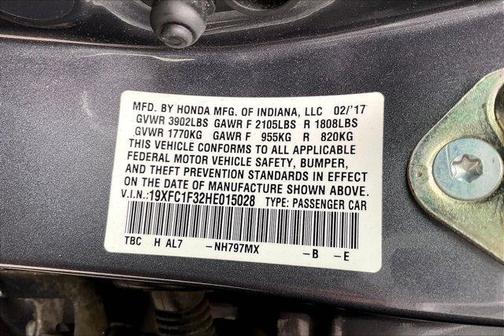 MFD. BY HONDA MFG. OF INDIANA, LLC 02/'17
GVWR 3902LBS GAWR F 2105LBS R 1808LBS
GVWR 1770KG GAWR F 955KG R 820KG
THIS VEHICLE CONFORMS TO ALL APPLICABLE
FEDERAL MOTOR VEHICLE SAFETY, BUMPER,
AND THEFT PREVENTION STANDARDS IN EFFECT
ON THE DATE OF MANUFACTURE SHOWN ABOVE.
V.I.N.:19XFC1F32HE015028 TYPE: PASSENGER CAR
TBC H AL7 -NH797MX -B -E